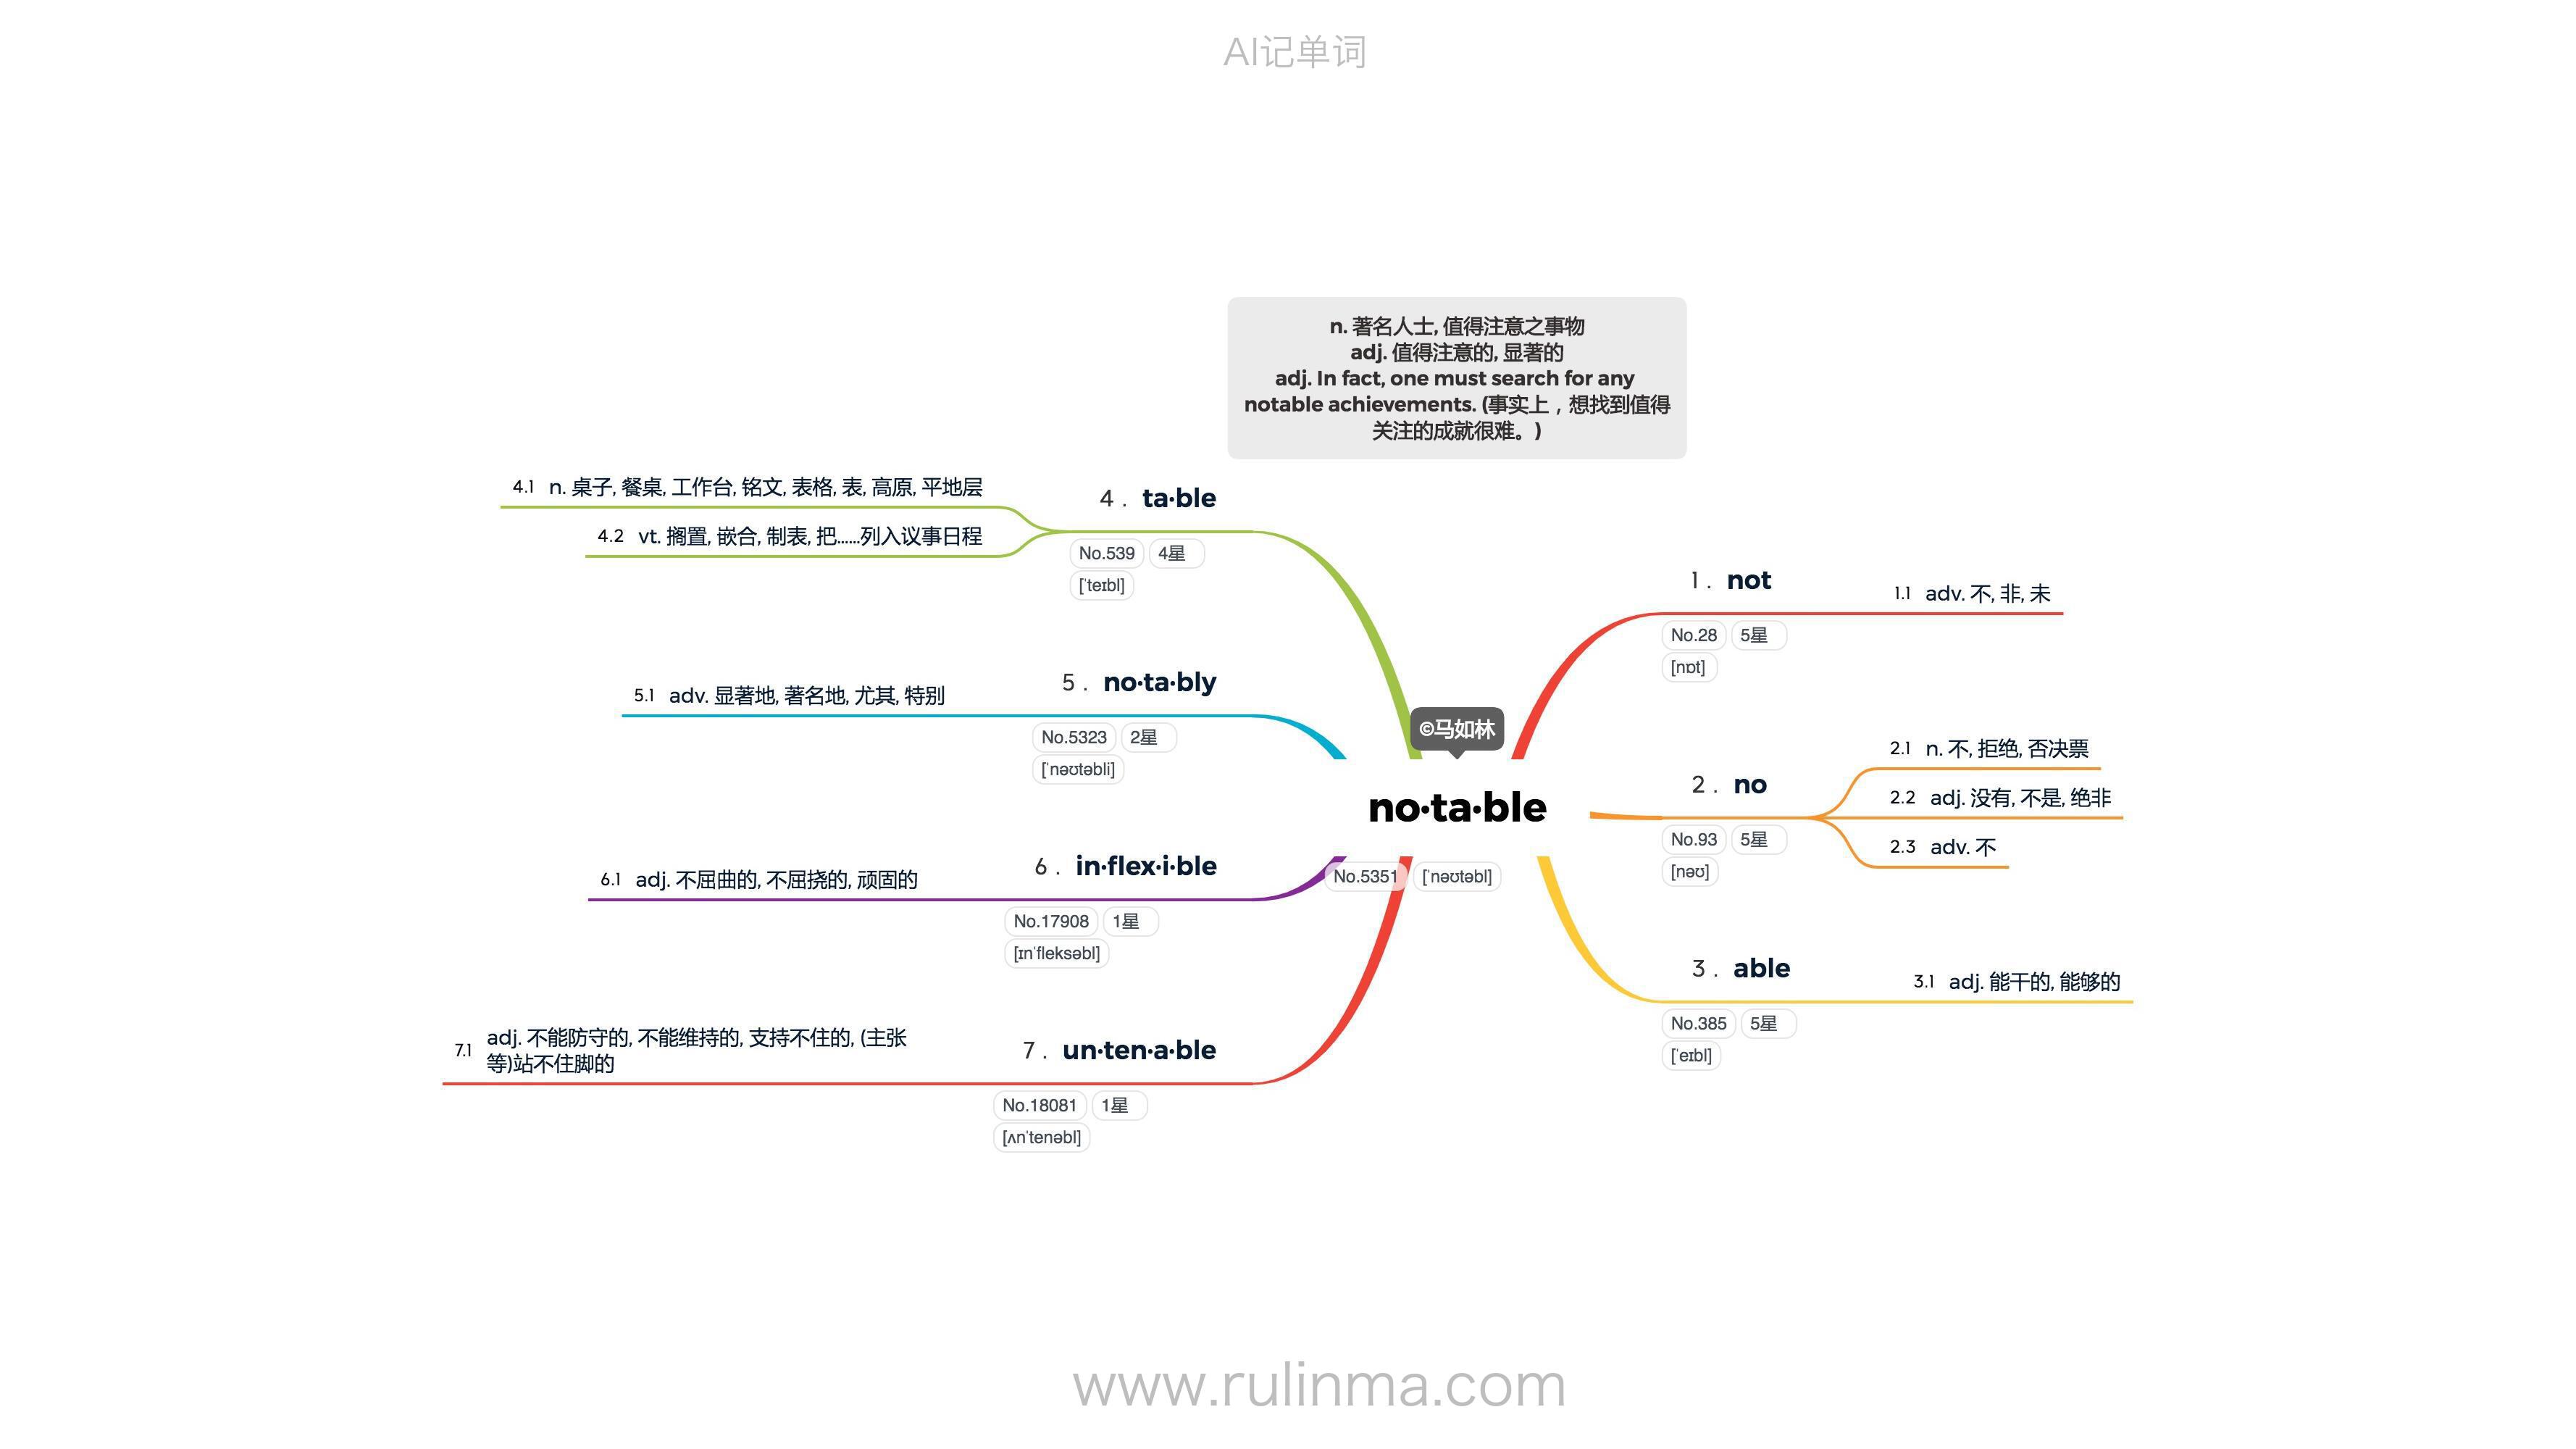 AI记单词
n. 著名人士, 值得注意之事物
adj. 值得注意的, 显著的
adj. In fact, one must search for any
notable achievements. (事实上，想找到值得
关注的成就很难。)
©马如林
no·ta·ble
No.5351 [ˈnəʊtəbl]
1. not
No.28 5星
[nɒt]
1.1 adv. 不, 非, 未
2. no
No.93 5星
[nəʊ]
2.1 n. 不, 拒绝, 否决票
2.2 adj. 没有, 不是, 绝非
2.3 adv. 不
3. able
No.385 5星
[ˈeɪbl]
3.1 adj. 能干的, 能够的
4. ta·ble
No.539 4星
[ˈteɪbl]
4.1 n. 桌子, 餐桌, 工作台, 铭文, 表格, 表, 高原, 平地层
4.2 vt. 搁置, 嵌合, 制表, 把......列入议事日程
5. no·ta·bly
No.5323 2星
[ˈnəʊtəbli]
5.1 adv. 显著地, 著名地, 尤其, 特别
6. in·flex·i·ble
No.17908 1星
[ɪnˈfleksəbl]
6.1 adj. 不屈曲的, 不屈挠的, 顽固的
7. un·ten·a·ble
No.18081 1星
[ʌnˈtenəbl]
7.1 adj. 不能防守的, 不能维持的, 支持不住的, (主张
等)站不住脚的
www.rulinma.com